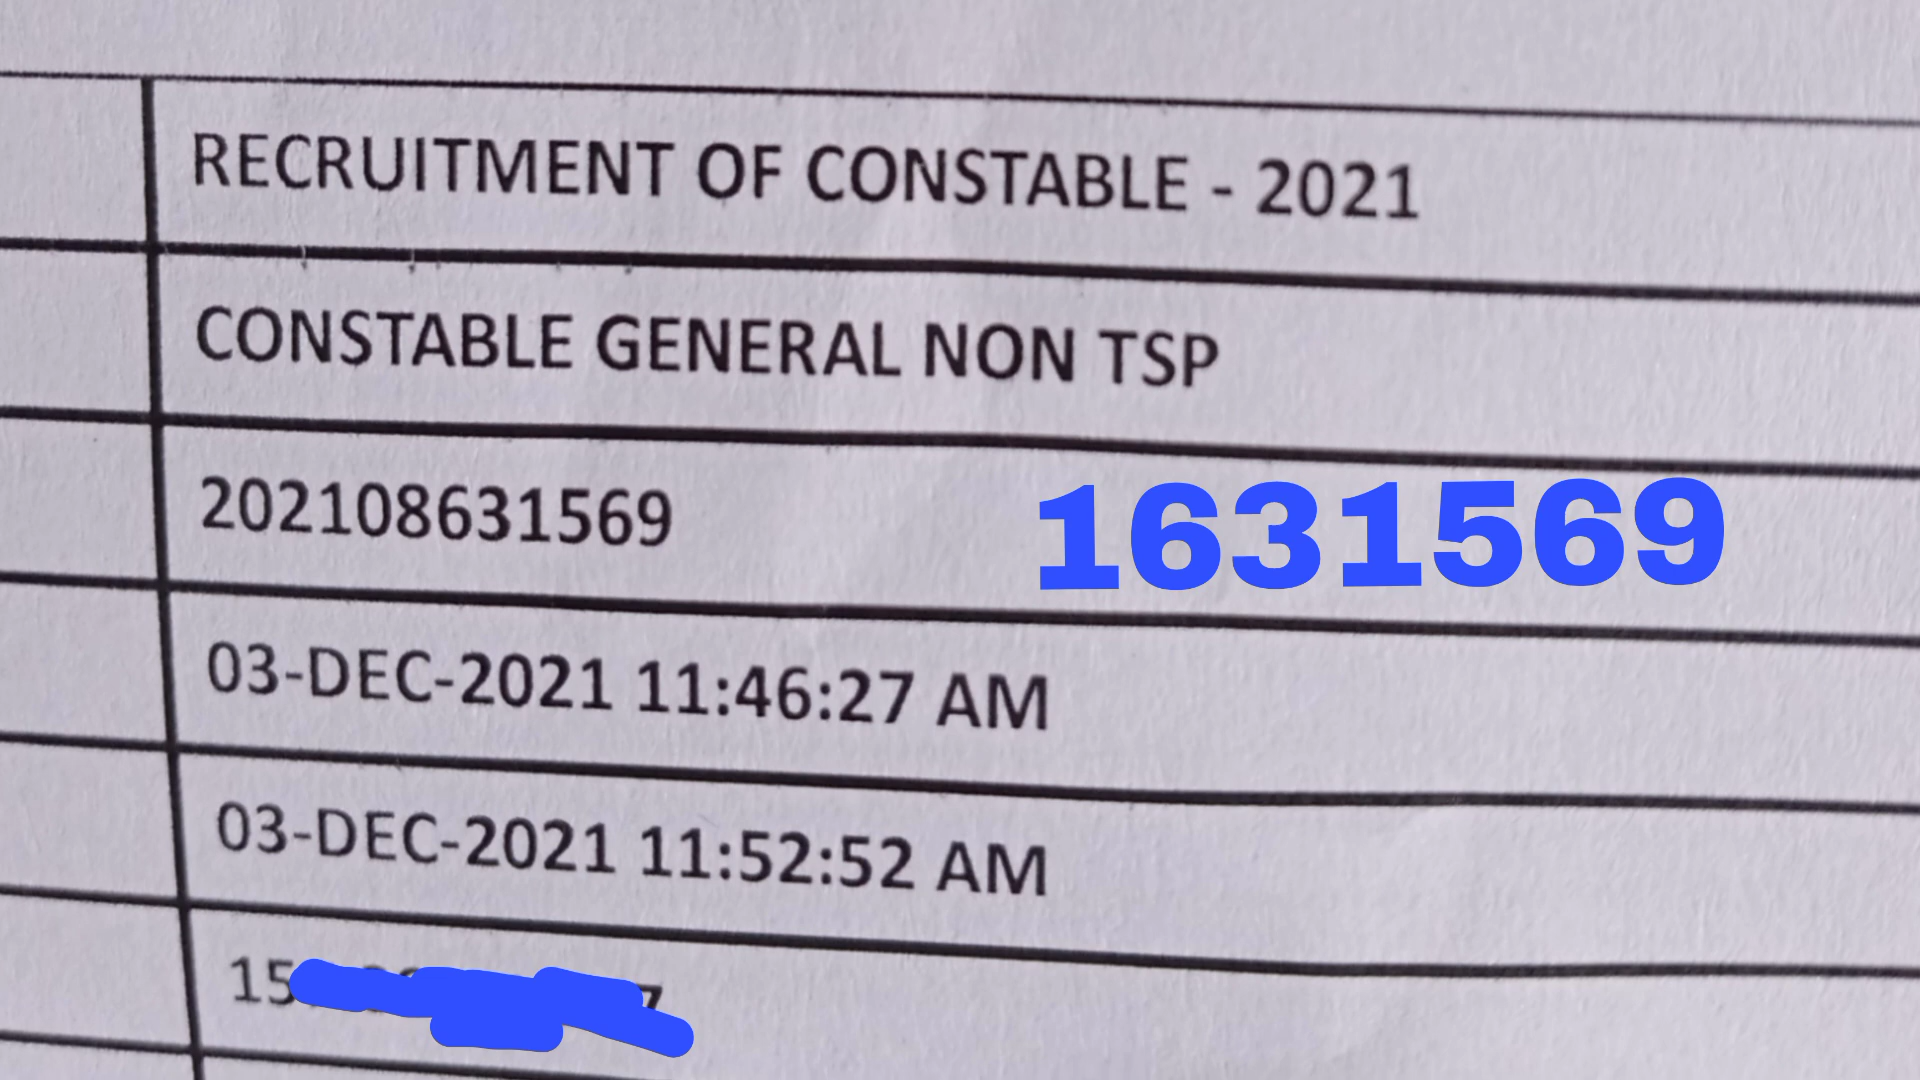 RECRUITMENT OF CONSTABLE - 2021
CONSTABLE GENERAL NON TSP
202108631569 1631569
03-DEC-2021 11:46:27 AM
03-DEC-2021 11:52:52 AM